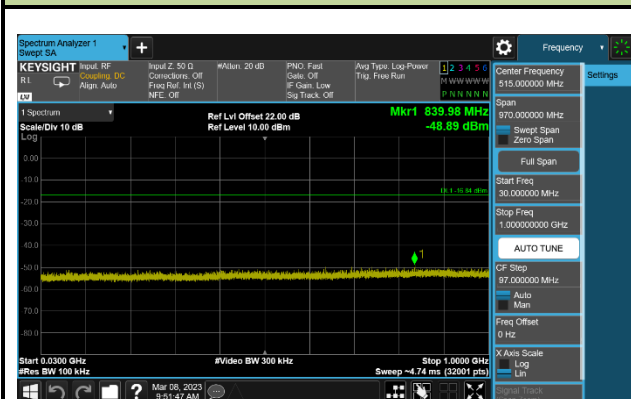 Spectrum Analyzer 1
Swept SA
Frequency
KEYSIGHT
Input: RF
Input Z: 50 Ω
#Atten: 20 dB
PNO: Fast
Avg Type: Log-Power
1 2 3 4 5 6
RL
Coupling: DC
Corrections: Off
Gate: Off
Trig: Free Run
M W W W W W
Align: Auto
Freq Ref: Int (S)
IF Gain: Low
P N N N N N
NFE: Off
Sig Track: Off
LXI
1 Spectrum
Ref Lvl Offset 22.00 dB
Mkr1 839.98 MHz
Scale/Div 10 dB
Ref Level 10.00 dBm
-48.89 dBm
Log
0.00
-20.0
-30.0
-40.0
-50.0
-60.0
-70.0
-80.0
1
Start 0.0300 GHz
#Video BW 300 kHz
Stop 1.0000 GHz
#Res BW 100 kHz
Sweep ~4.74 ms (32001 pts)
Mar 08, 2023
9:51:47 AM
Center Frequency
515.000000 MHz
Settings
Span
970.000000 MHz
Swept Span
Zero Span
Full Span
Start Freq
30.000000 MHz
Stop Freq
1.000000000 GHz
AUTO TUNE
CF Step
97.000000 MHz
Auto
Man
Freq Offset
0 Hz
X Axis Scale
Log
Lin
Signal Track